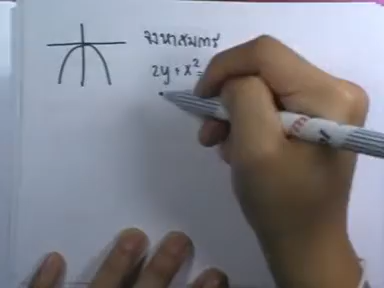 จงหาสมการ
2y + x² =